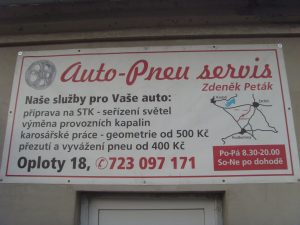 Auto-Pneu servis
Zdeněk Peták
Naše služby pro Vaše auto:
příprava na STK - seřízení světel
výměna provozních kapalin
karosářské práce - geometrie od 500 Kč
přezutí a vyvážení pneu od 400 Kč
Oploty 18, ✆723 097 171
Po-Pá 8.30-20.00
So-Ne po dohodě